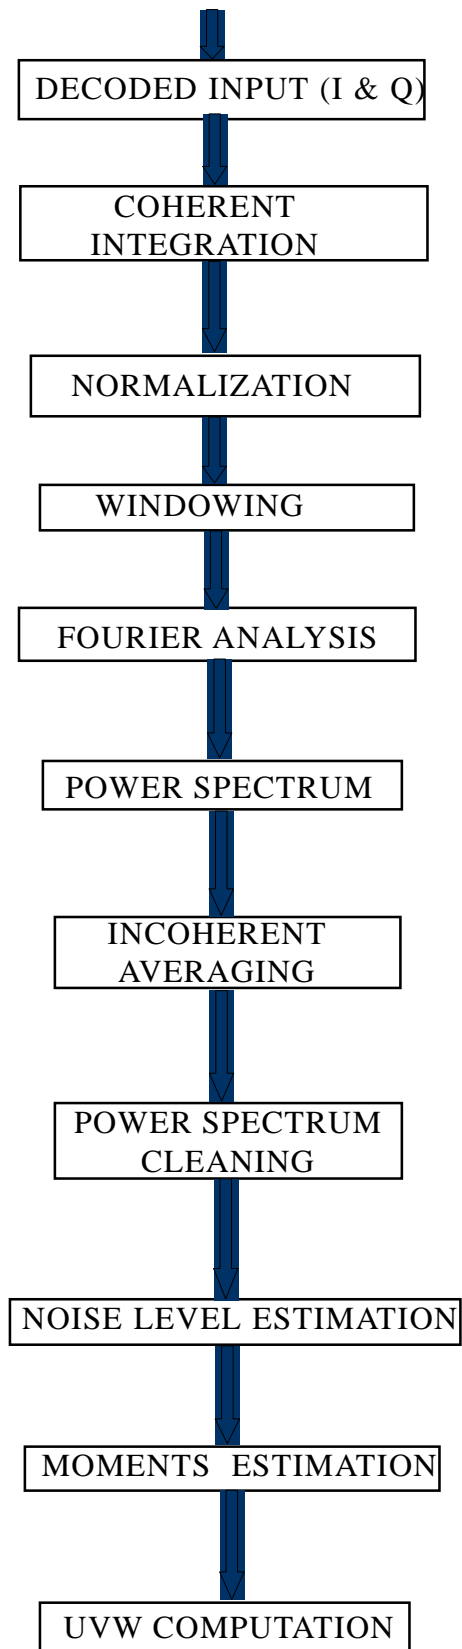 DECODED INPUT (I & Q)
COHERENT
INTEGRATION
NORMALIZATION
WINDOWING
FOURIER ANALYSIS
POWER SPECTRUM
INCOHERENT
AVERAGING
POWER SPECTRUM
CLEANING
NOISE LEVEL ESTIMATION
MOMENTS ESTIMATION
UVW COMPUTATION